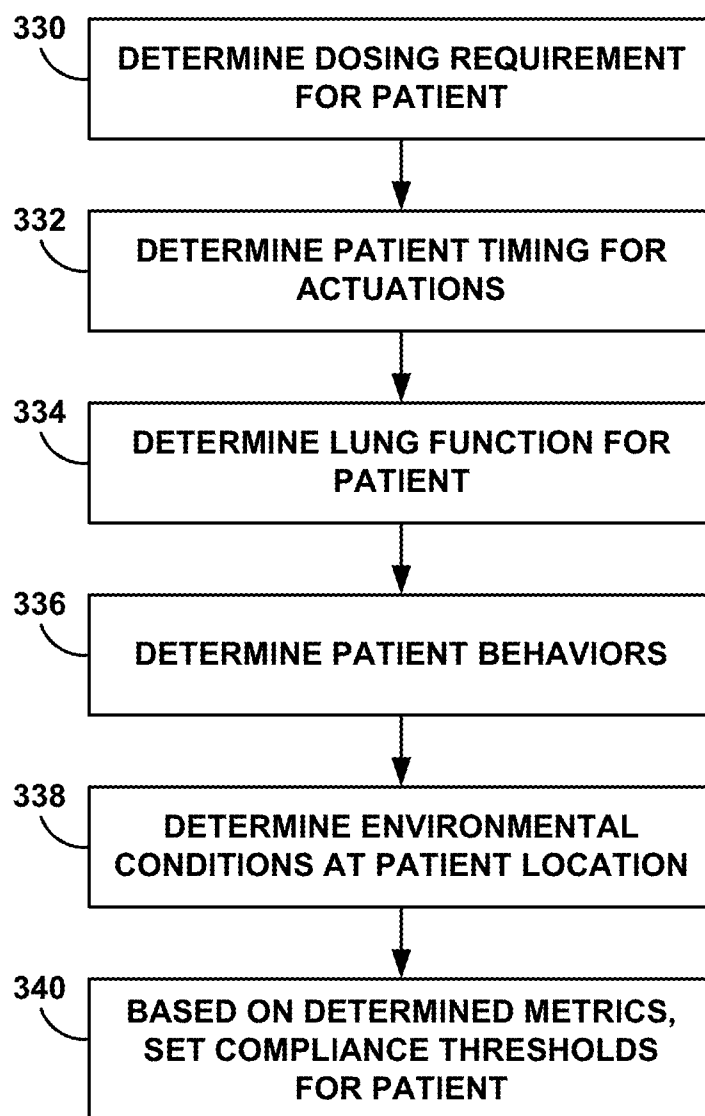 330
DETERMINE DOSING REQUIREMENT
FOR PATIENT
332
DETERMINE PATIENT TIMING FOR
ACTUATIONS
334
DETERMINE LUNG FUNCTION FOR
PATIENT
336
DETERMINE PATIENT BEHAVIORS
338
DETERMINE ENVIRONMENTAL
CONDITIONS AT PATIENT LOCATION
340
BASED ON DETERMINED METRICS,
SET COMPLIANCE THRESHOLDS
FOR PATIENT